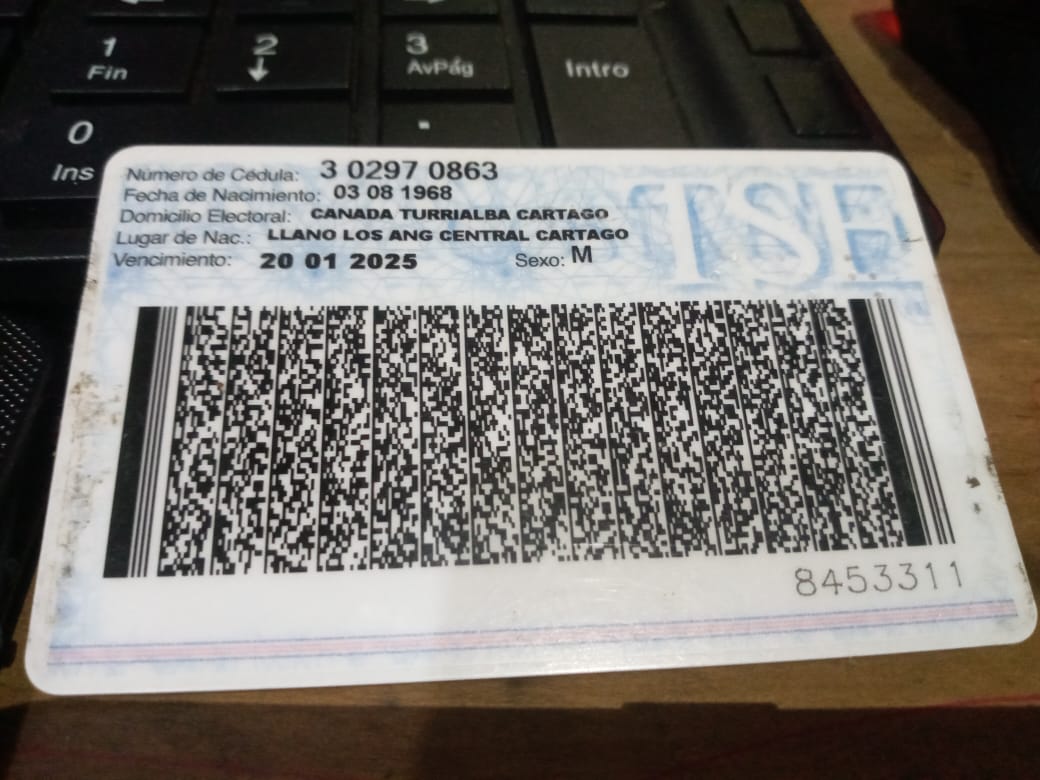 1
Fin
2
3
AvPág
Intro
0
Ins
.
Número de Cédula: 3 0297 0863
Fecha de Nacimiento: 03 08 1968
Domicilio Electoral: CANADA TURRIALBA CARTAGO
Lugar de Nac.: LLANO LOS ANG CENTRAL CARTAGO
Vencimiento: 20 01 2025 Sexo: M
TSE
8453311